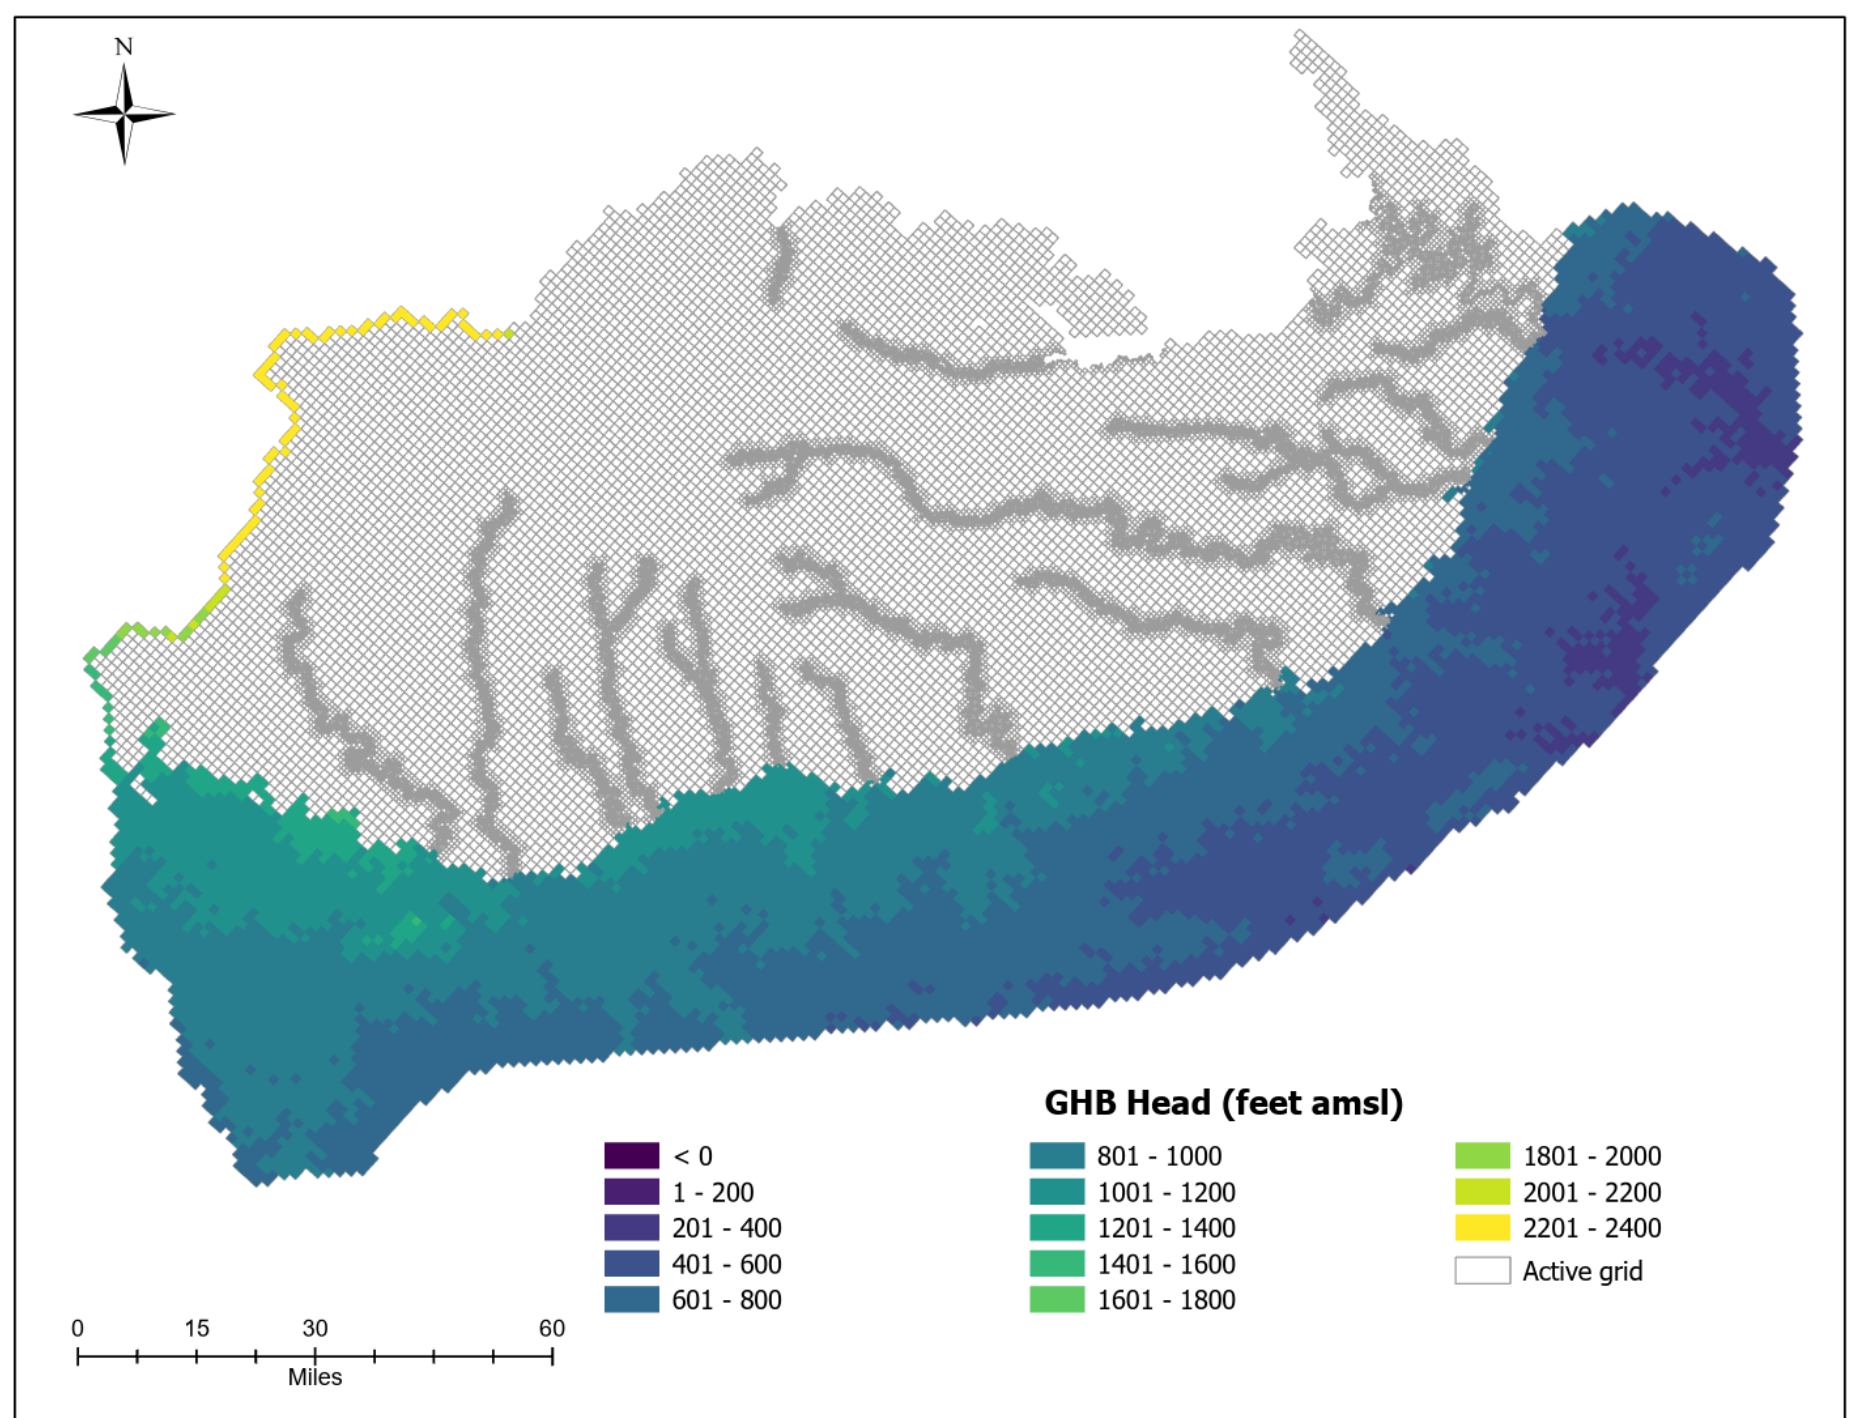 N
GHB Head (feet amsl)
< 0
1 - 200
201 - 400
401 - 600
601 - 800
801 - 1000
1001 - 1200
1201 - 1400
1401 - 1600
1601 - 1800
1801 - 2000
2001 - 2200
2201 - 2400
Active grid
0 15 30 60
Miles